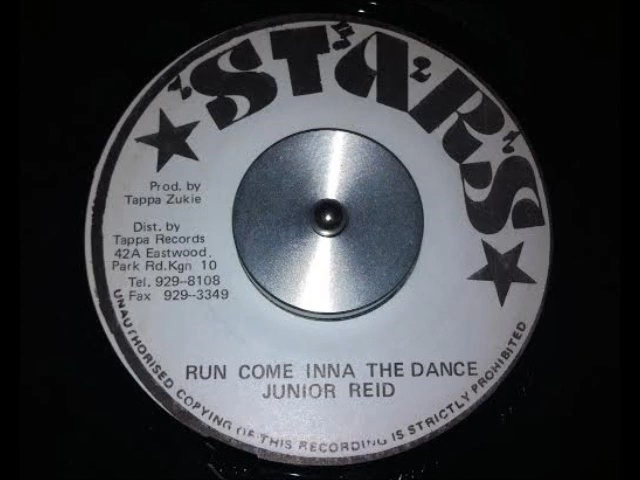 STARS
Prod. by
Tappa Zukie
Dist. by
Tappa Records
42A Eastwood.
Park Rd.Kgn 10
Tel. 929-8108
Fax 929-3349
RUN COME INNA THE DANCE
JUNIOR REID
UNAUTHORISED COPYING OF THIS RECORDING IS STRICTLY PROHIBITED